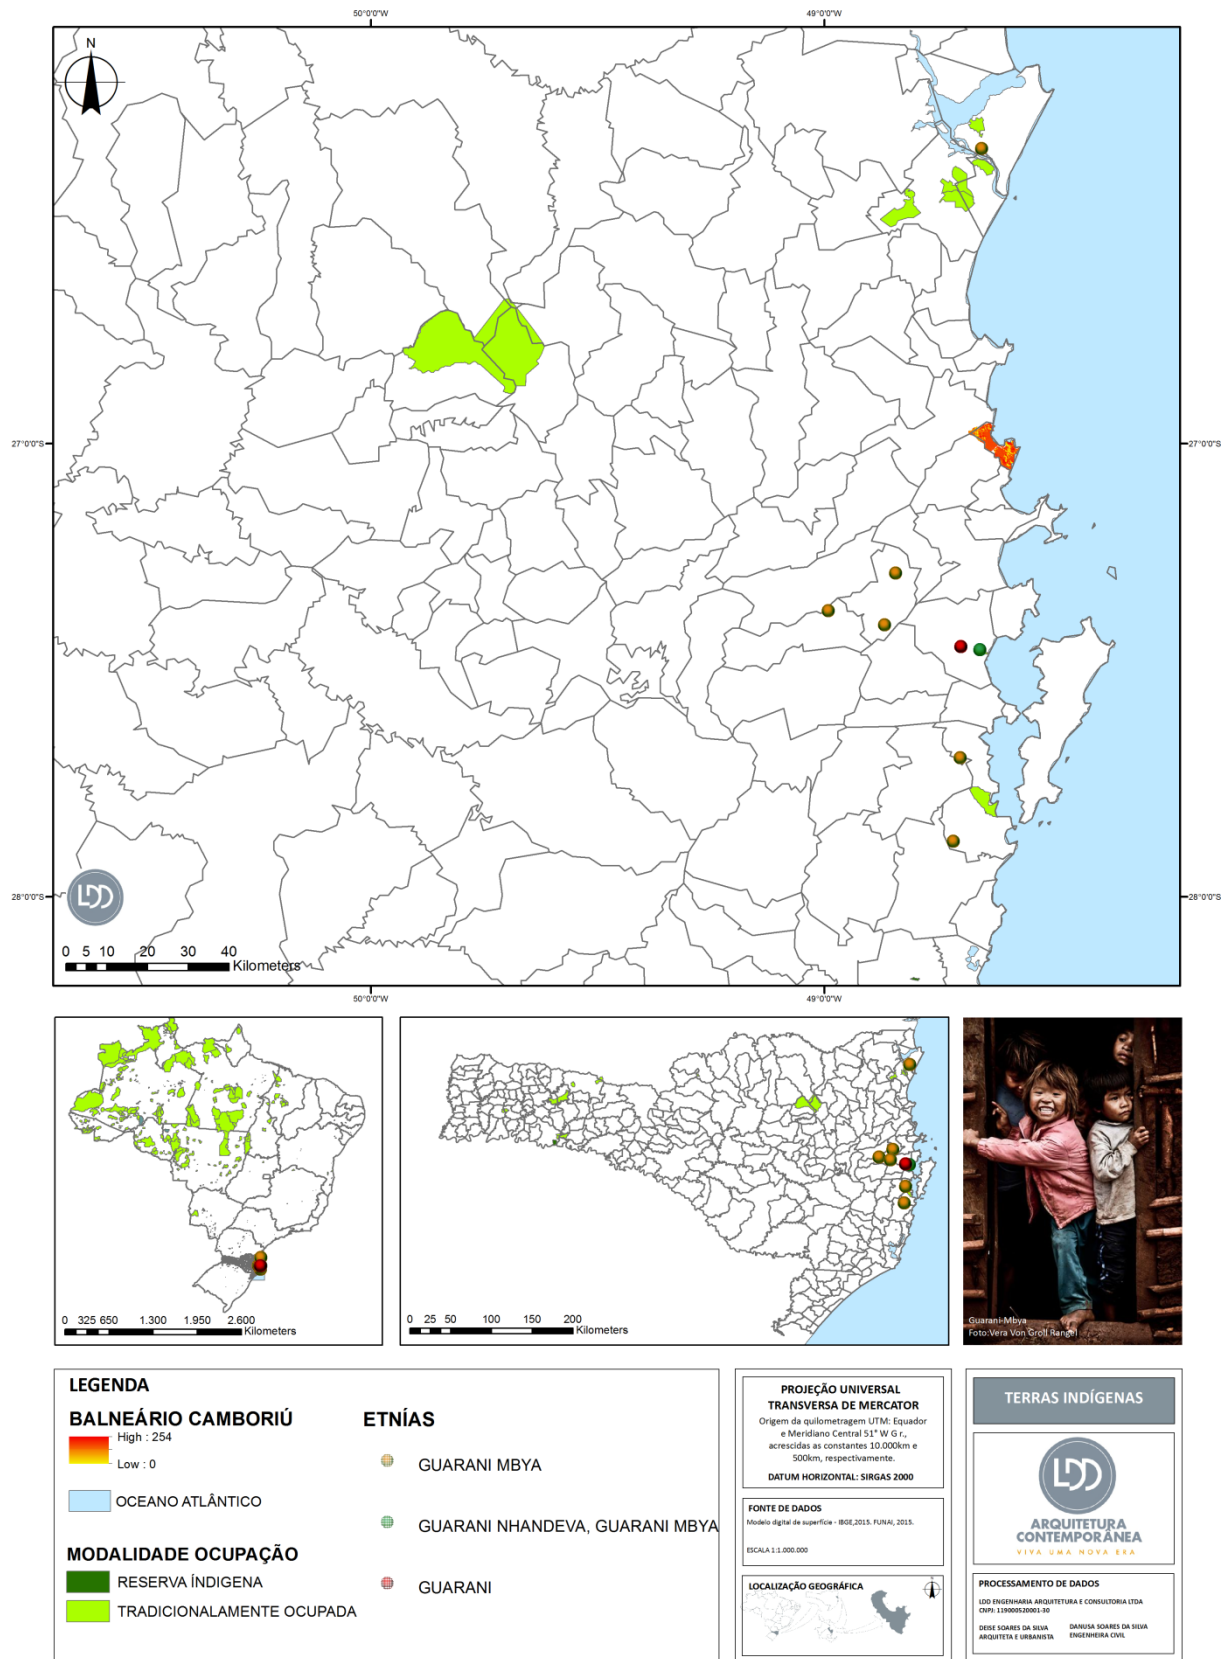 50°0'0"W
49°0'0"W
N
27°0'0"S
27°0'0"S
28°0'0"S
28°0'0"S
LDD
0 5 10 20 30 40
Kilometers
50°0'0"W
49°0'0"W
0 325 650 1.300 1.950 2.600
Kilometers
0 25 50 100 150 200
Kilometers
Guarani-Mbya
Foto:Vera Von Groll Rangel
LEGENDA
BALNEÁRIO CAMBORIÚ
High : 254
Low : 0
OCEANO ATLÂNTICO
MODALIDADE OCUPAÇÃO
RESERVA ÍNDIGENA
TRADICIONALAMENTE OCUPADA
ETNÍAS
GUARANI MBYA
GUARANI NHANDEVA, GUARANI MBYA
GUARANI
PROJEÇÃO UNIVERSAL
TRANSVERSA DE MERCATOR
Origem da quilometragem UTM: Equador
e Meridiano Central 51° W G r.,
acrescidas as constantes 10.000km e
500km, respectivamente.
DATUM HORIZONTAL: SIRGAS 2000
FONTE DE DADOS
Modelo digital de superfície - IBGE,2015. FUNAI, 2015.
ESCALA 1:1.000.000
LOCALIZAÇÃO GEOGRÁFICA
TERRAS INDÍGENAS
LDD
ARQUITETURA
CONTEMPORÂNEA
VIVA UMA NOVA ERA
PROCESSAMENTO DE DADOS
LDD ENGENHARIA ARQUITETURA E CONSULTORIA LTDA
CNPJ: 119000520001-30
DEISE SOARES DA SILVA
ARQUITETA E URBANISTA
DANUSA SOARES DA SILVA
ENGENHEIRA CIVIL